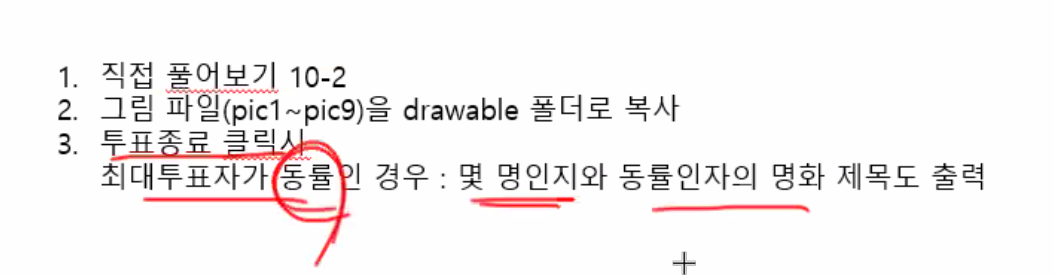 1. 직접 풀어보기 10-2
2. 그림 파일(pic1~pic9)을 drawable 폴더로 복사
3. 투표종료 클릭시
최대투표자가 동률인 경우 : 몇 명인지와 동률인자의 명화 제목도 출력